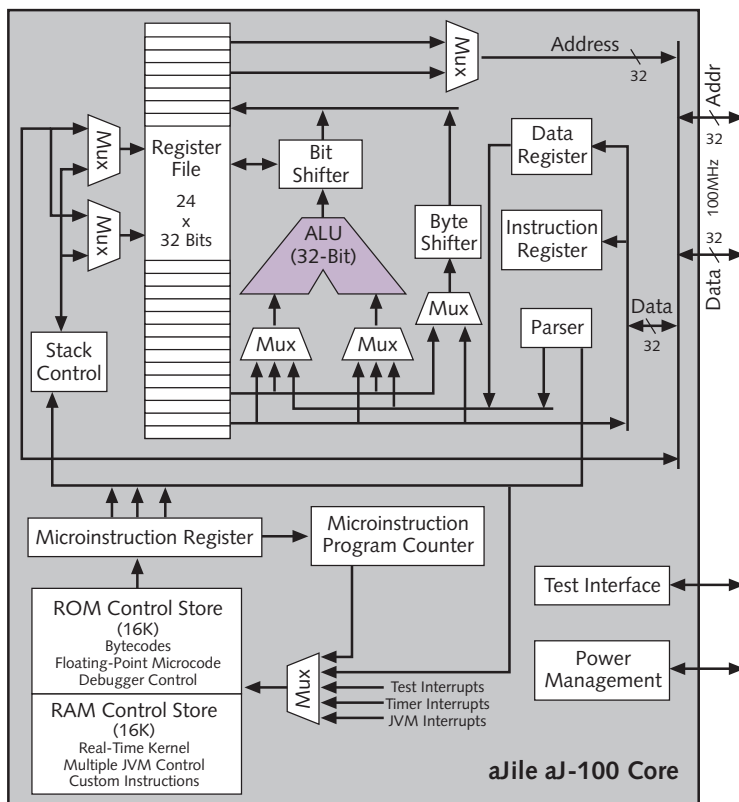 Mux
Address
32
Addr
32
Mux
Register
File
24
x
32 Bits
Bit
Shifter
Data
Register
100MHz
Mux
ALU
(32-Bit)
Byte
Shifter
Instruction
Register
32
Data
Mux
Data
32
Stack
Control
Mux
Mux
Parser
Microinstruction Register
Microinstruction
Program Counter
Test Interface
ROM Control Store
(16K)
Bytecodes
Floating-Point Microcode
Debugger Control
Mux
Test Interrupts
Timer Interrupts
JVM Interrupts
Power
Management
RAM Control Store
(16K)
Real-Time Kernel
Multiple JVM Control
Custom Instructions
aJile aJ-100 Core